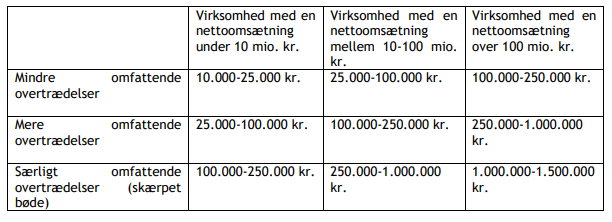 Virksomhed med en
nettoomsætning
under 10 mio. kr.
Virksomhed med en
nettoomsætning
mellem 10-100 mio.
kr.
Virksomhed med en
nettoomsætning
over 100 mio. kr.
Mindre omfattende
overtrædelser
10.000-25.000 kr.
25.000-100.000 kr.
100.000-250.000 kr.
Mere omfattende
overtrædelser
25.000-100.000 kr.
100.000-250.000 kr.
250.000-1.000.000
kr.
Særligt omfattende
overtrædelser (skærpet
bøde)
100.000-250.000 kr.
250.000-1.000.000
kr.
1.000.000-1.500.000
kr.